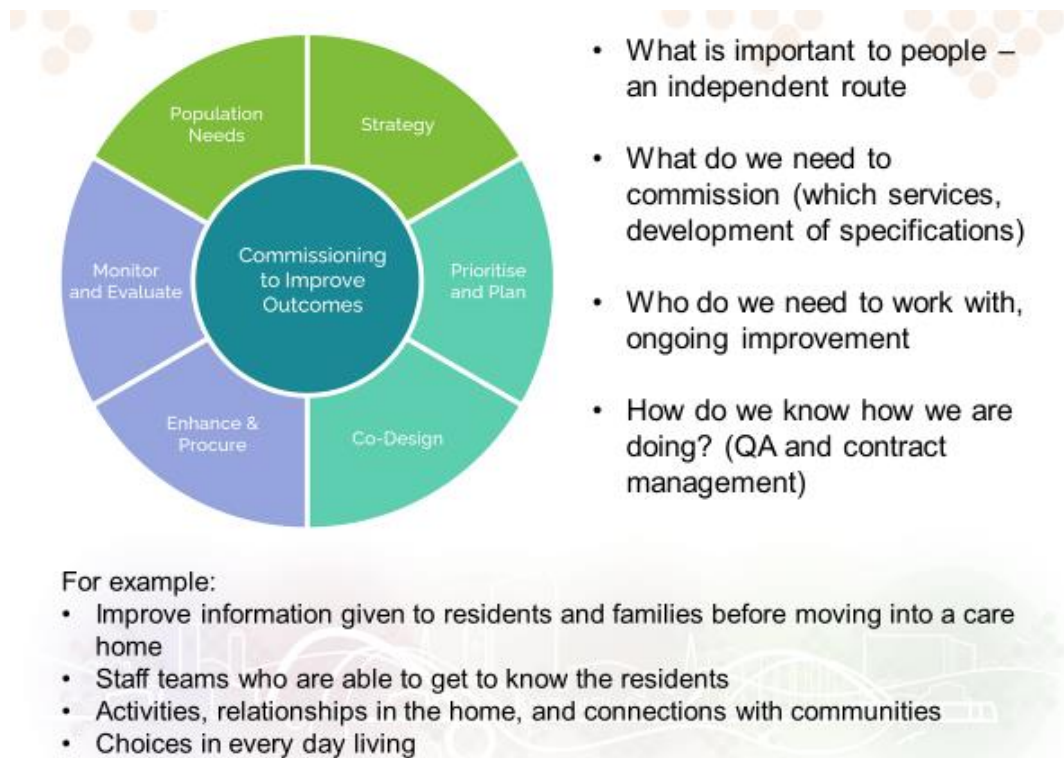 Population
Needs
Strategy
Prioritise
and Plan
Co-Design
Enhance &
Procure
Monitor
and Evaluate
Commissioning
to Improve
Outcomes
• What is important to people –
an independent route
• What do we need to
commission (which services,
development of specifications)
• Who do we need to work with,
ongoing improvement
• How do we know how we are
doing? (QA and contract
management)
For example:
• Improve information given to residents and families before moving into a care
home
• Staff teams who are able to get to know the residents
• Activities, relationships in the home, and connections with communities
• Choices in every day living